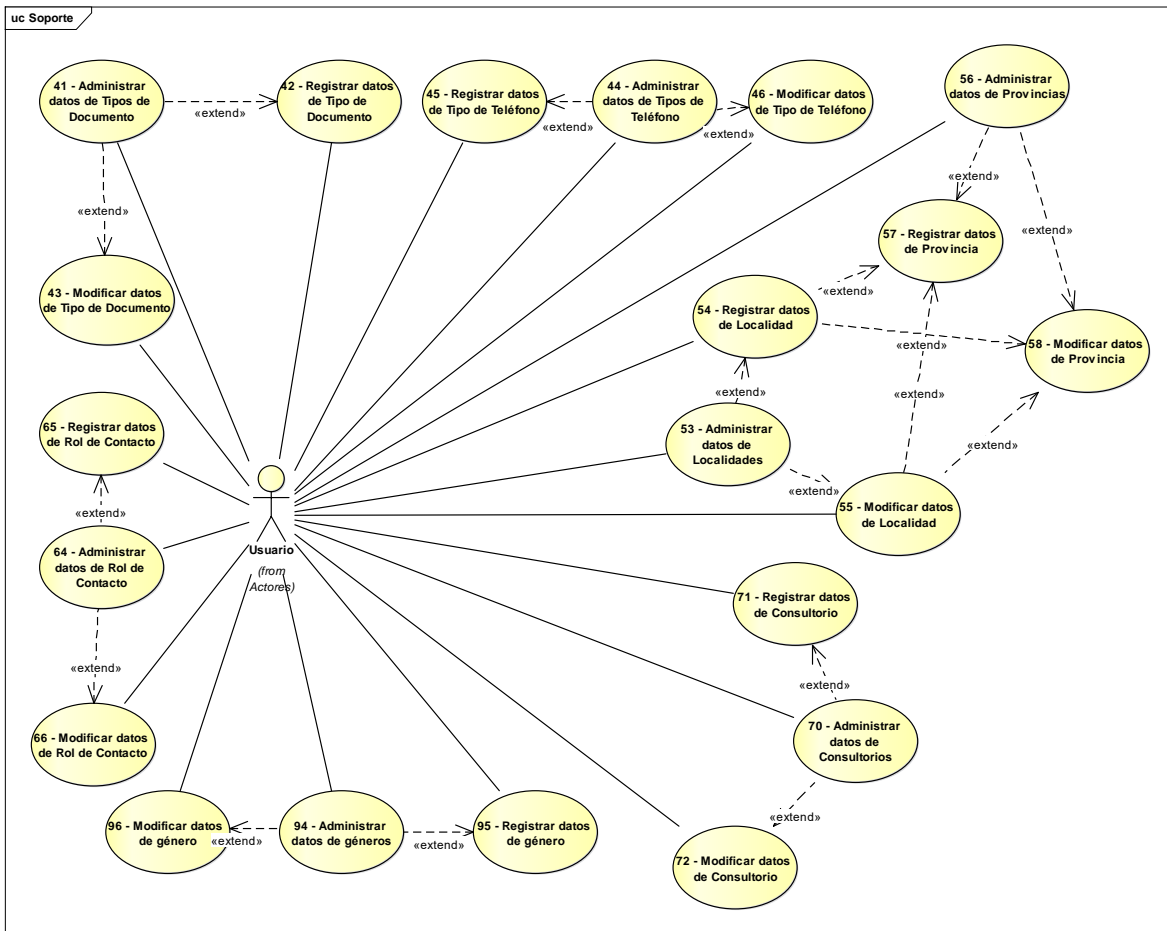 uc Soporte
41 - Administrar
datos de Tipos de
Documento
«extend»
42 - Registrar datos
de Tipo de
Documento
45 - Registrar datos
de Tipo de Teléfono
«extend»
44 - Administrar
datos de Tipos de
Teléfono
«extend»
46 - Modificar datos
de Tipo de Teléfono
56 - Administrar
datos de Provincias
«extend»
«extend»
«extend»
57 - Registrar datos
de Provincia
43 - Modificar datos
de Tipo de Documento
«extend»
54 - Registrar datos
de Localidad
«extend»
58 - Modificar datos
de Provincia
«extend»
65 - Registrar datos
de Rol de Contacto
53 - Administrar
datos de
Localidades
«extend»
«extend»
55 - Modificar datos
de Localidad
«extend»
64 - Administrar
datos de Rol de
Contacto
Usuario
(from
Actores)
71 - Registrar datos
de Consultorio
«extend»
«extend»
66 - Modificar datos
de Rol de Contacto
70 - Administrar
datos de
Consultorios
«extend»
96 - Modificar datos
de género
«extend»
94 - Administrar
datos de géneros
«extend»
95 - Registrar datos
de género
72 - Modificar datos
de Consultorio